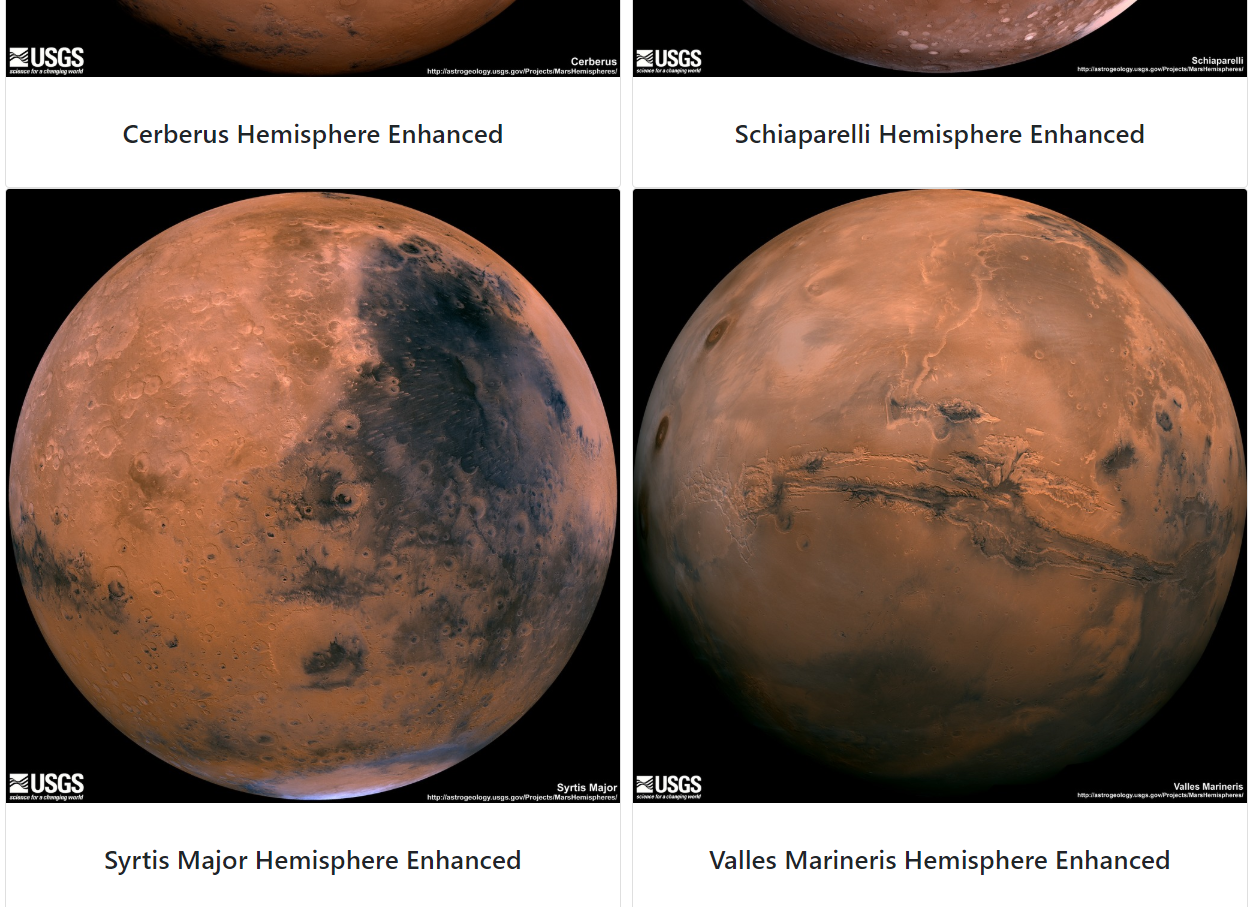 USGS
science for a changing world
Cerberus
http://astrogeology.usgs.gov/Projects/MarsHemispheres/
USGS
science for a changing world
Schiaparelli
http://astrogeology.usgs.gov/Projects/MarsHemispheres/
Cerberus Hemisphere Enhanced
Schiaparelli Hemisphere Enhanced
USGS
science for a changing world
Syrtis Major
http://astrogeology.usgs.gov/Projects/MarsHemispheres/
USGS
science for a changing world
Valles Marineris
http://astrogeology.usgs.gov/Projects/MarsHemispheres/
Syrtis Major Hemisphere Enhanced
Valles Marineris Hemisphere Enhanced